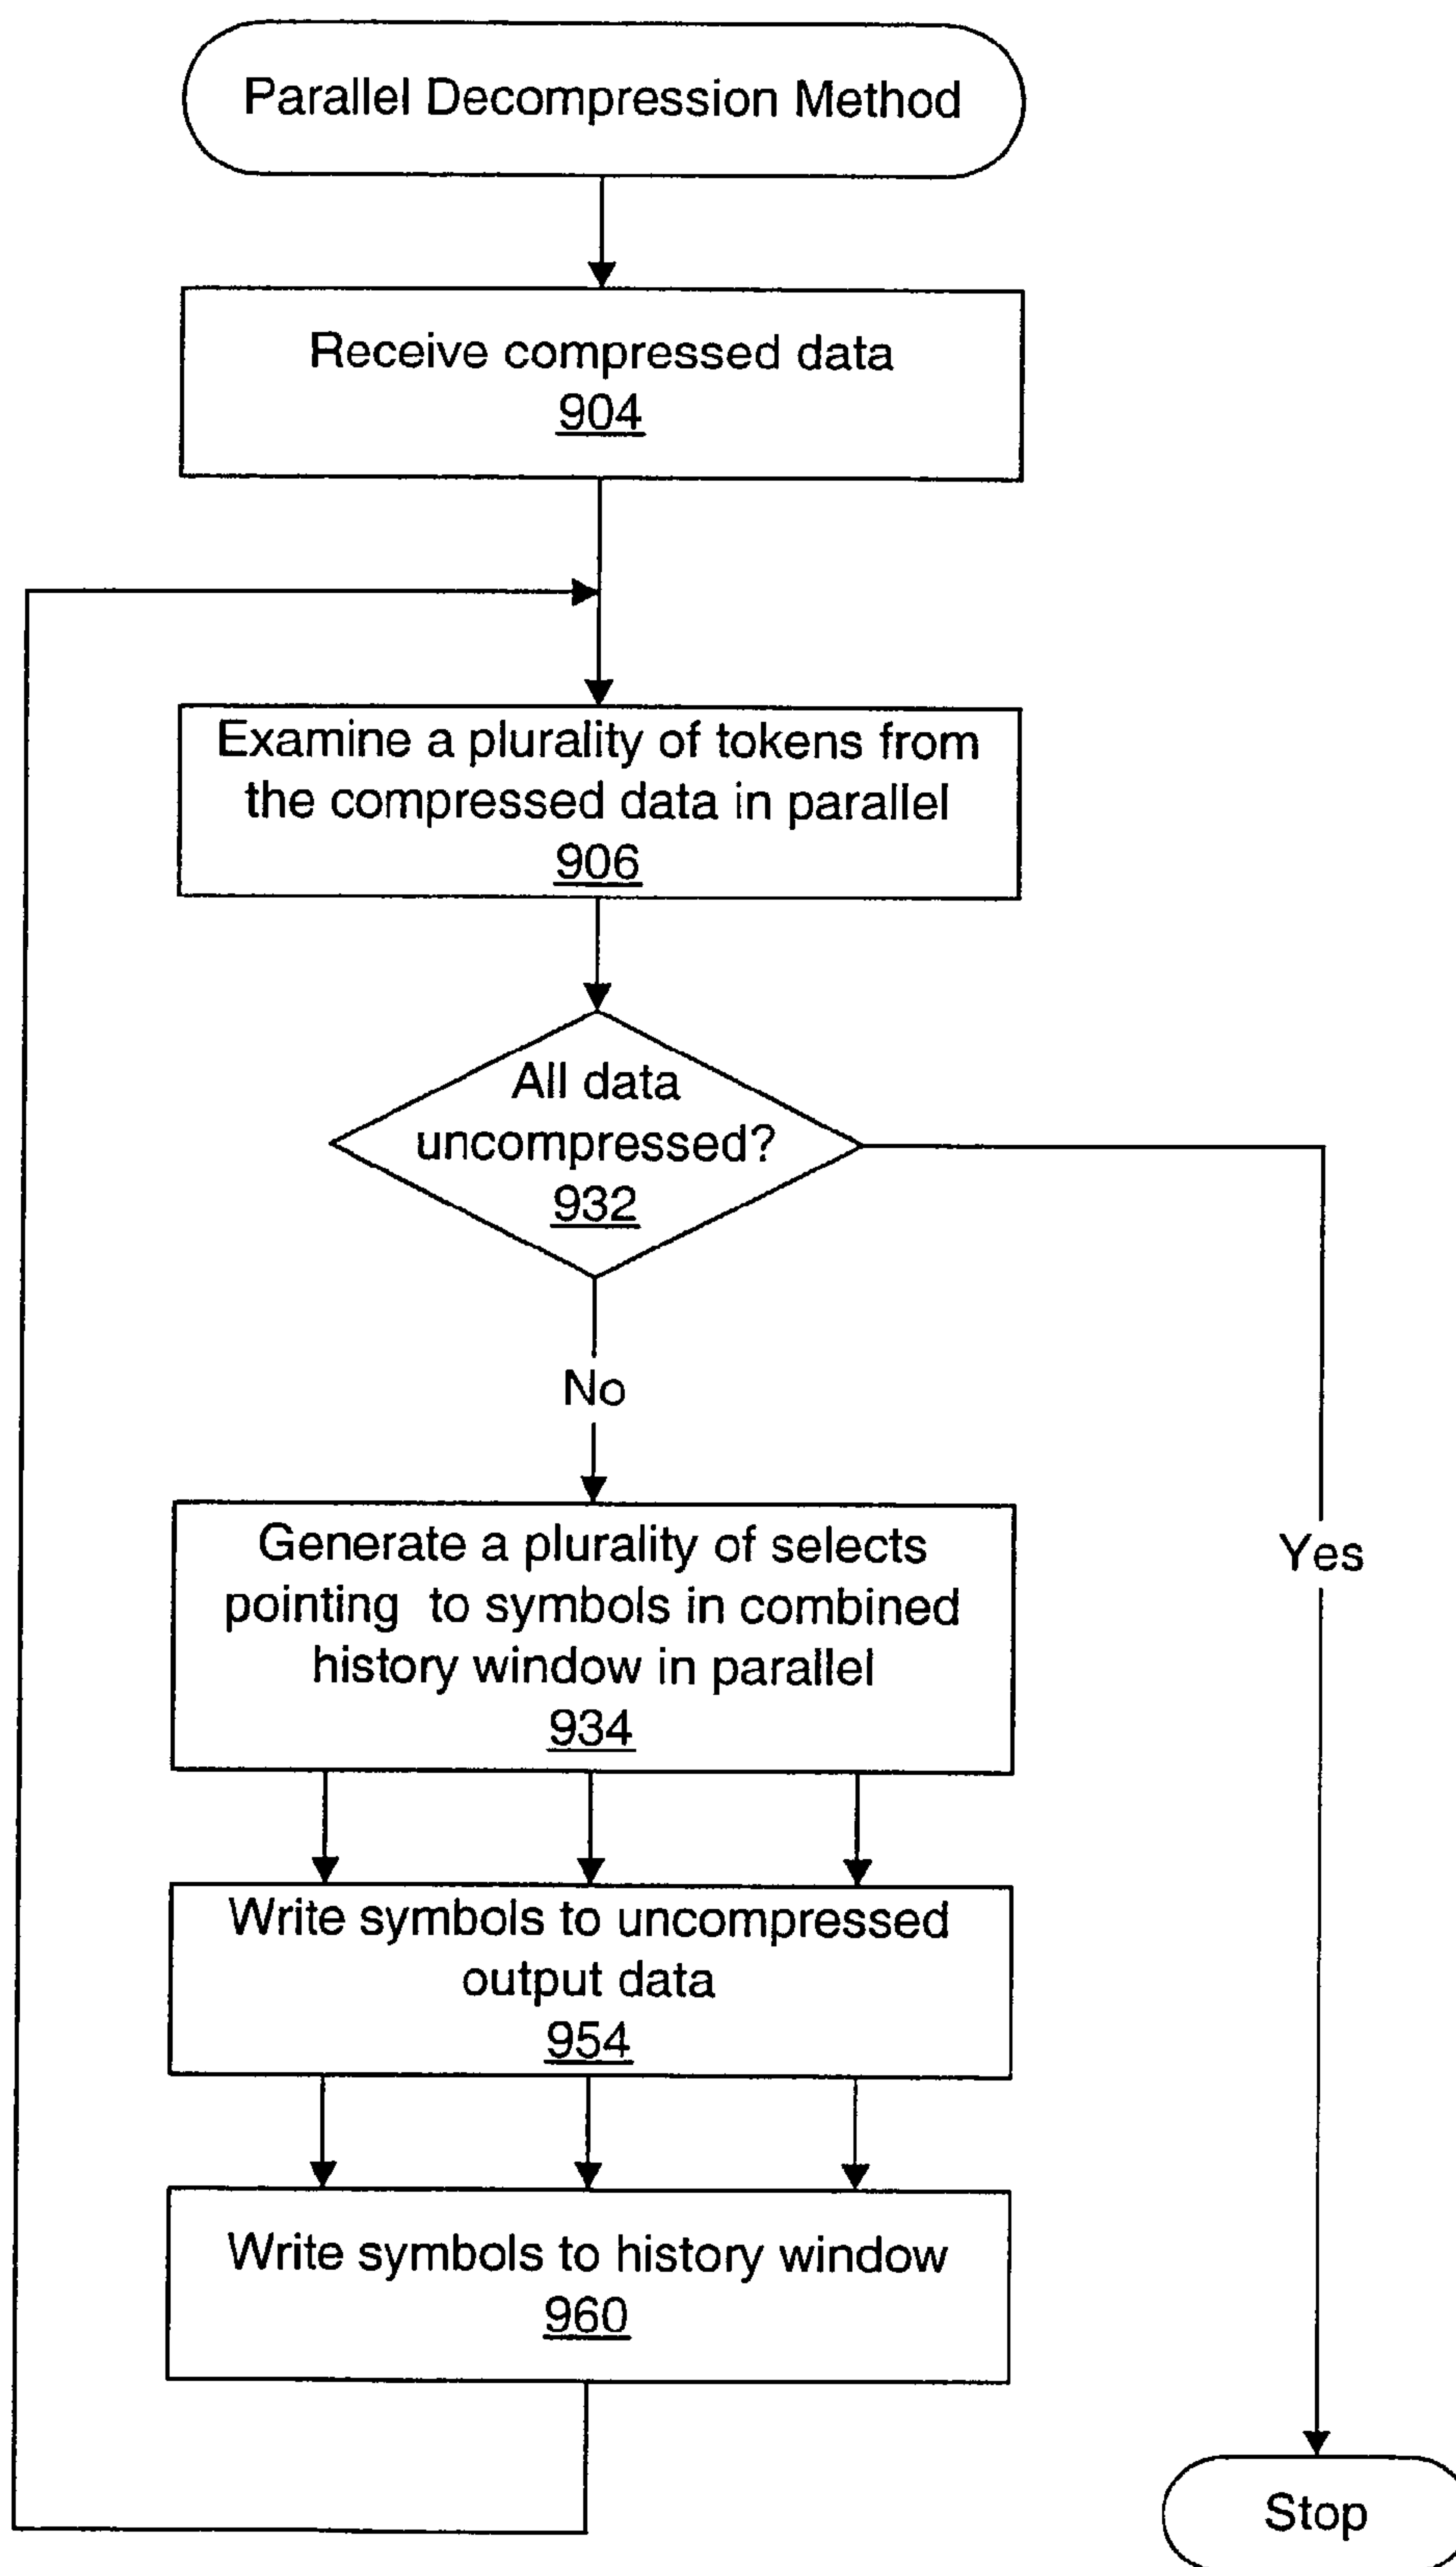 Parallel Decompression Method
Receive compressed data
904
Examine a plurality of tokens from
the compressed data in parallel
906
All data
uncompressed?
932
No
Generate a plurality of selects
pointing to symbols in combined
history window in parallel
934
Yes
Write symbols to uncompressed
output data
954
Write symbols to history window
960
Stop